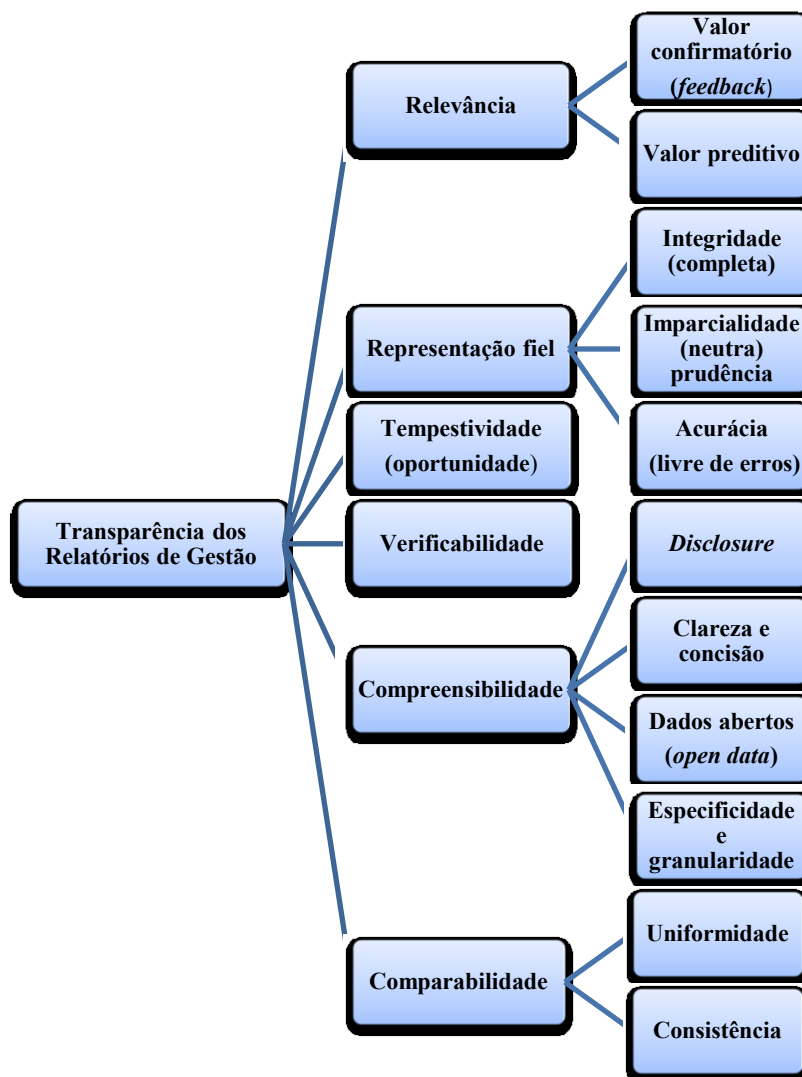 Valor
confirmatório
(feedback)
Relevância
Valor preditivo
Integridade
(completa)
Representação fiel
Imparcialidade
(neutra)
prudência
Tempestividade
(oportunidade)
Acurácia
(livre de erros)
Transparência dos
Relatórios de Gestão
Verificabilidade
Disclosure
Clareza e
concisão
Compreensibilidade
Dados abertos
(open data)
Especificidade
e
granularidade
Uniformidade
Comparabilidade
Consistência